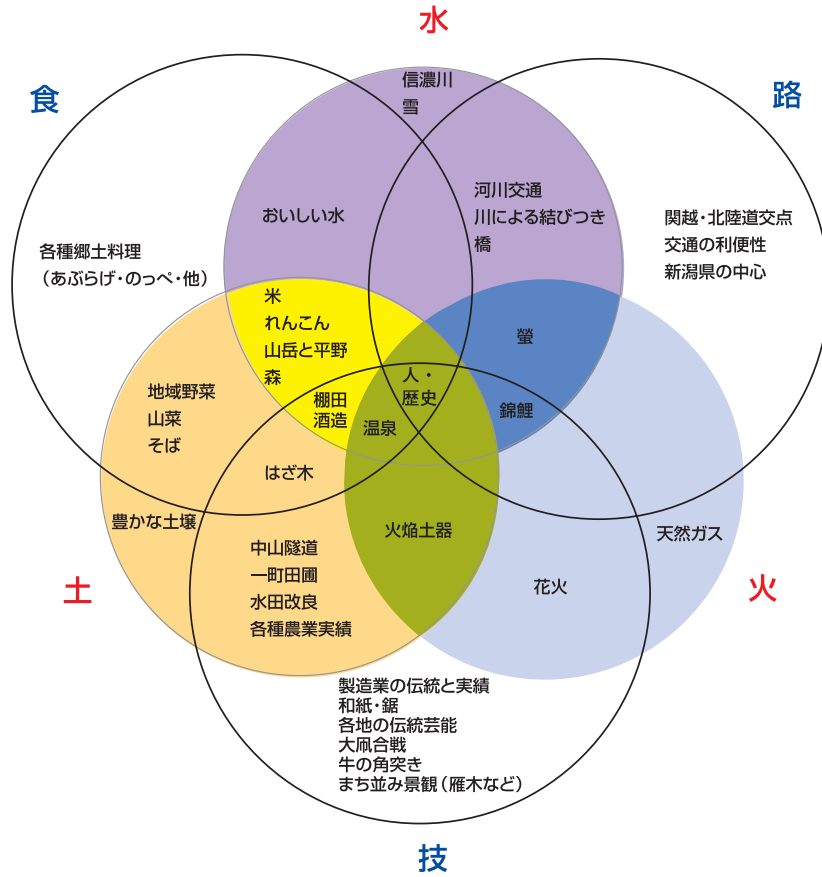 水
食
路
信濃川
雪
おいしい水
河川交通
川による結びつき
橋
関越・北陸道交点
交通の利便性
新潟県の中心
各種郷土料理
（あぶらげ・のっぺ・他）
米
れんこん
山岳と平野
森
棚田
酒造
温泉
人・
歴史
螢
錦鯉
地域野菜
山菜
そば
はざ木
豊かな土壌
火焔土器
天然ガス
中山隧道
一町田圃
水田改良
各種農業実績
花火
土
火
製造業の伝統と実績
和紙・鋸
各地の伝統芸能
大凧合戦
牛の角突き
まち並み景観（雁木など）
技